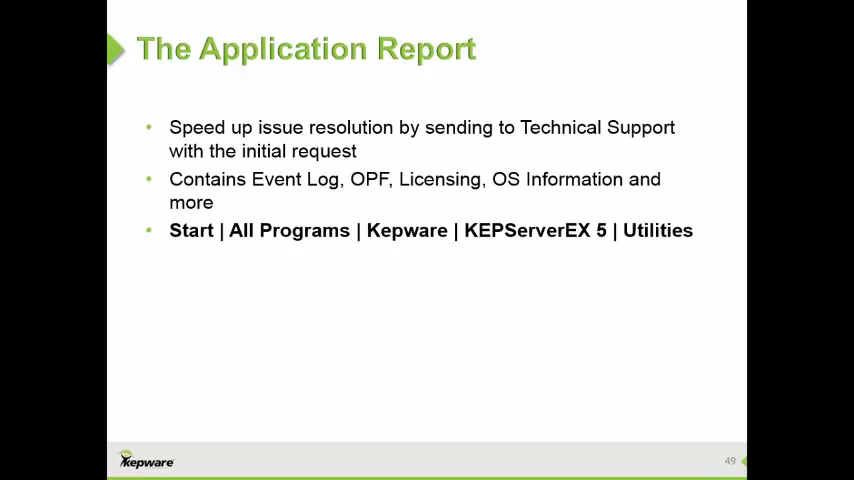 The Application Report
• Speed up issue resolution by sending to Technical Support
with the initial request
• Contains Event Log, OPF, Licensing, OS Information and
more
• Start | All Programs | Kepware | KEPServerEX 5 | Utilities
kepware
49